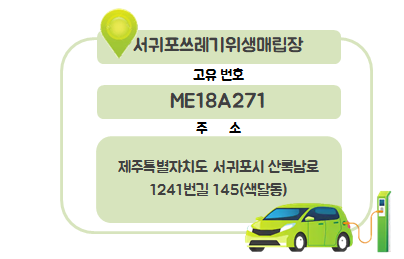 서귀포쓰레기위생매립장
고유 번호
ME18A271
주 소
제주특별자치도 서귀포시 산록남로
1241번길 145(색달동)